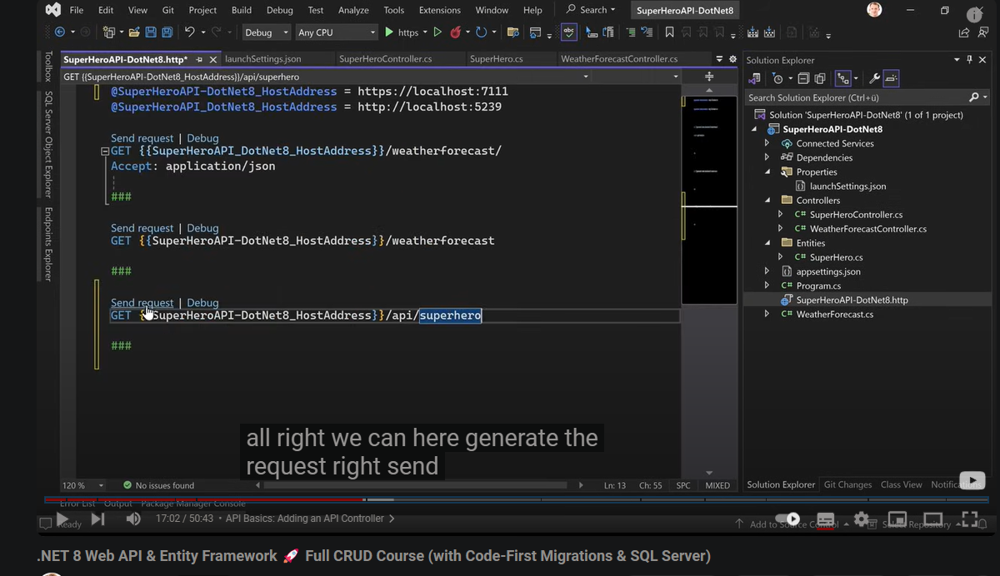 File Edit View Git Project Build Debug Test Analyze Tools Extensions Window Help Search SuperHeroAPI-DotNet8
Debug Any CPU https
Toolbox
SQL Server Object Explorer
Endpoints Explorer
SuperHeroAPI-DotNet8.http* launchSettings.json SuperHeroController.cs SuperHero.cs WeatherForecastController.cs
GET {{SuperHeroAPI-DotNet8_HostAddress}}/api/superhero
@SuperHeroAPI-DotNet8_HostAddress = https://localhost:7111
@SuperHeroAPI_DotNet8_HostAddress = http://localhost:5239
Send request | Debug
GET {{SuperHeroAPI_DotNet8_HostAddress}}/weatherforecast/
Accept: application/json
###
Send request | Debug
GET {{SuperHeroAPI-DotNet8_HostAddress}}/weatherforecast
###
Send request | Debug
GET {{SuperHeroAPI-DotNet8_HostAddress}}/api/superhero
###
all right we can here generate the
request right send
120 % No issues found Ln: 13 Ch: 55 SPC MIXED
Solution Explorer
Search Solution Explorer (Ctrl+ü)
Solution 'SuperHeroAPI-DotNet8' (1 of 1 project)
SuperHeroAPI-DotNet8
Connected Services
Dependencies
Properties
launchSettings.json
Controllers
C# SuperHeroController.cs
C# WeatherForecastController.cs
Entities
C# SuperHero.cs
appsettings.json
C# Program.cs
SuperHeroAPI-DotNet8.http
C# WeatherForecast.cs
Solution Explorer Git Changes Class View Notifica
Error List Output Package Manager Console
Ready
17:02 / 50:43 • API Basics: Adding an API Controller
Add to Source Control Select Repository
.NET 8 Web API & Entity Framework 🚀 Full CRUD Course (with Code-First Migrations & SQL Server)